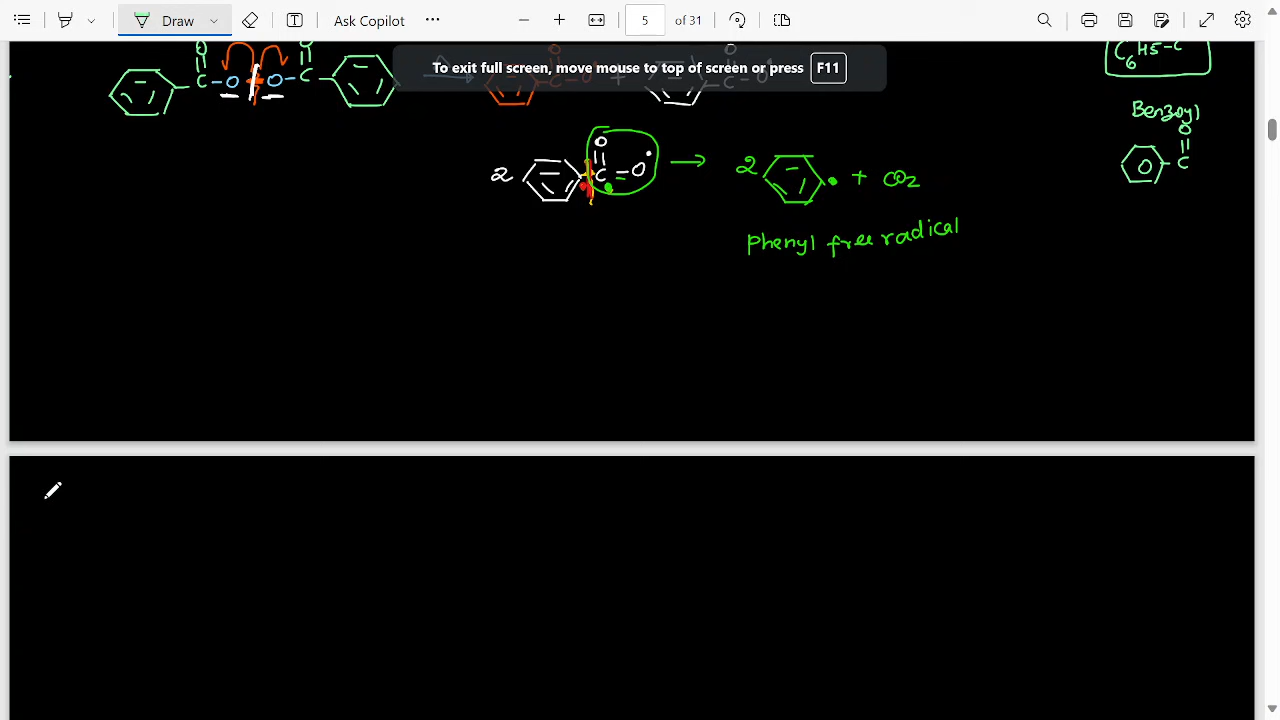 Draw
Ask Copilot
5 of 31
To exit full screen, move mouse to top of screen or press F11
O O
C - O - O - C
O O
C O + C O
C6H5-C
Benzoyl
O
C
2 O
C O → 2 + CO2
Phenyl free radical